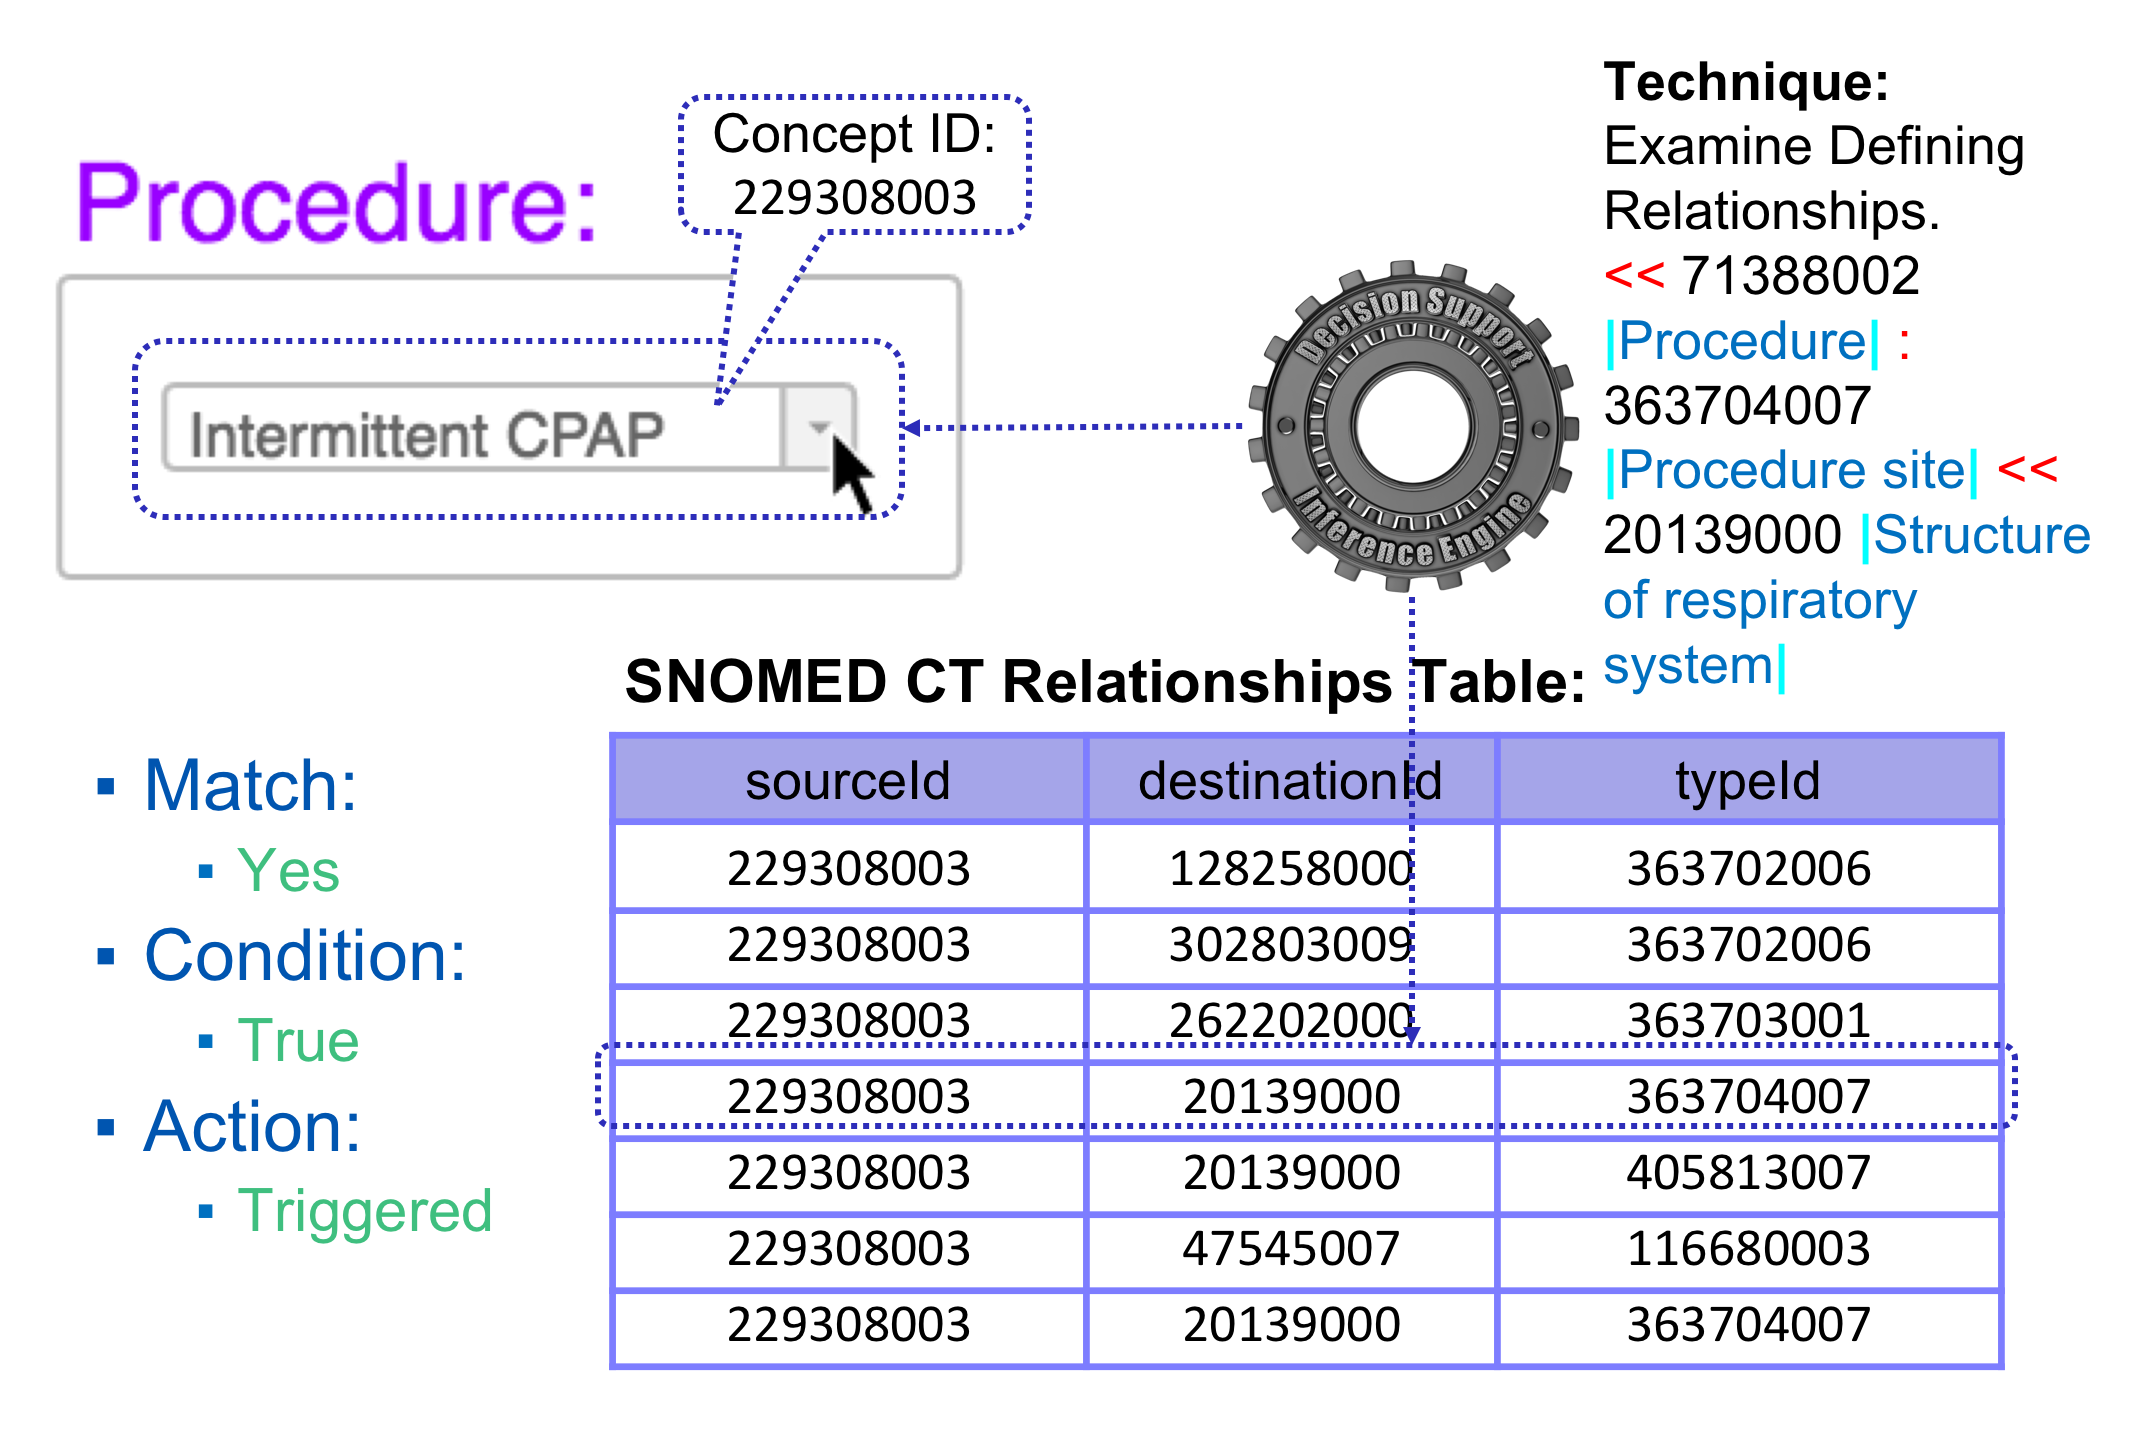 Procedure:
Concept ID:
229308003
Intermittent CPAP
Decision Support
Inference Engine
Technique:
Examine Defining
Relationships.
<< 71388002
|Procedure| :
363704007
|Procedure site| <<
20139000 |Structure
of respiratory
system|
▪ Match:
▪ Yes
▪ Condition:
▪ True
▪ Action:
▪ Triggered
SNOMED CT Relationships Table:
sourceId destinationId typeId
229308003 128258000 363702006
229308003 302803009 363702006
229308003 262202000 363703001
229308003 20139000 363704007
229308003 20139000 405813007
229308003 47545007 116680003
229308003 20139000 363704007